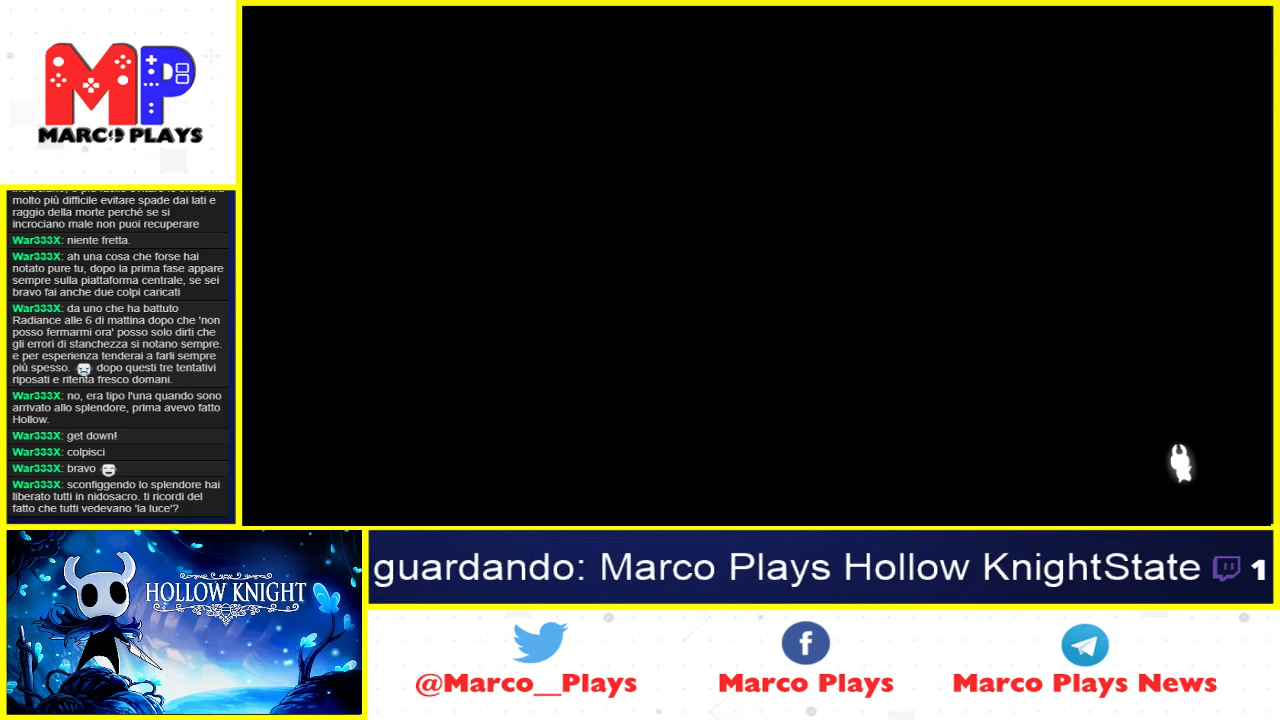 MP
MARCO PLAYS
molto più difficile evitare spade dai lati e
raggio della morte perché se si
incrociano male non puoi recuperare
War333X: niente fretta.
War333X: ah una cosa che forse hai
notato pure tu, dopo la prima fase appare
sempre sulla piattaforma centrale, se sei
bravo fai anche due colpi caricati
War333X: da uno che ha battuto
Radiance alle 6 di mattina dopo che 'non
posso fermarmi ora' posso solo dirti che
gli errori di stanchezza si notano sempre.
e per esperienza tenderai a farli sempre
più spesso. dopo questi tre tentativi
riposati e ritenta fresco domani.
War333X: no, era tipo l'una quando sono
arrivato allo splendore, prima avevo fatto
Hollow.
War333X: get down!
War333X: colpisci
War333X: bravo
War333X: sconfiggendo lo splendore hai
liberato tutti in nidosacro. ti ricordi del
fatto che tutti vedevano 'la luce'?
HOLLOW KNIGHT
guardando: Marco Plays Hollow KnightState 1
@Marco__Plays
Marco Plays
Marco Plays News